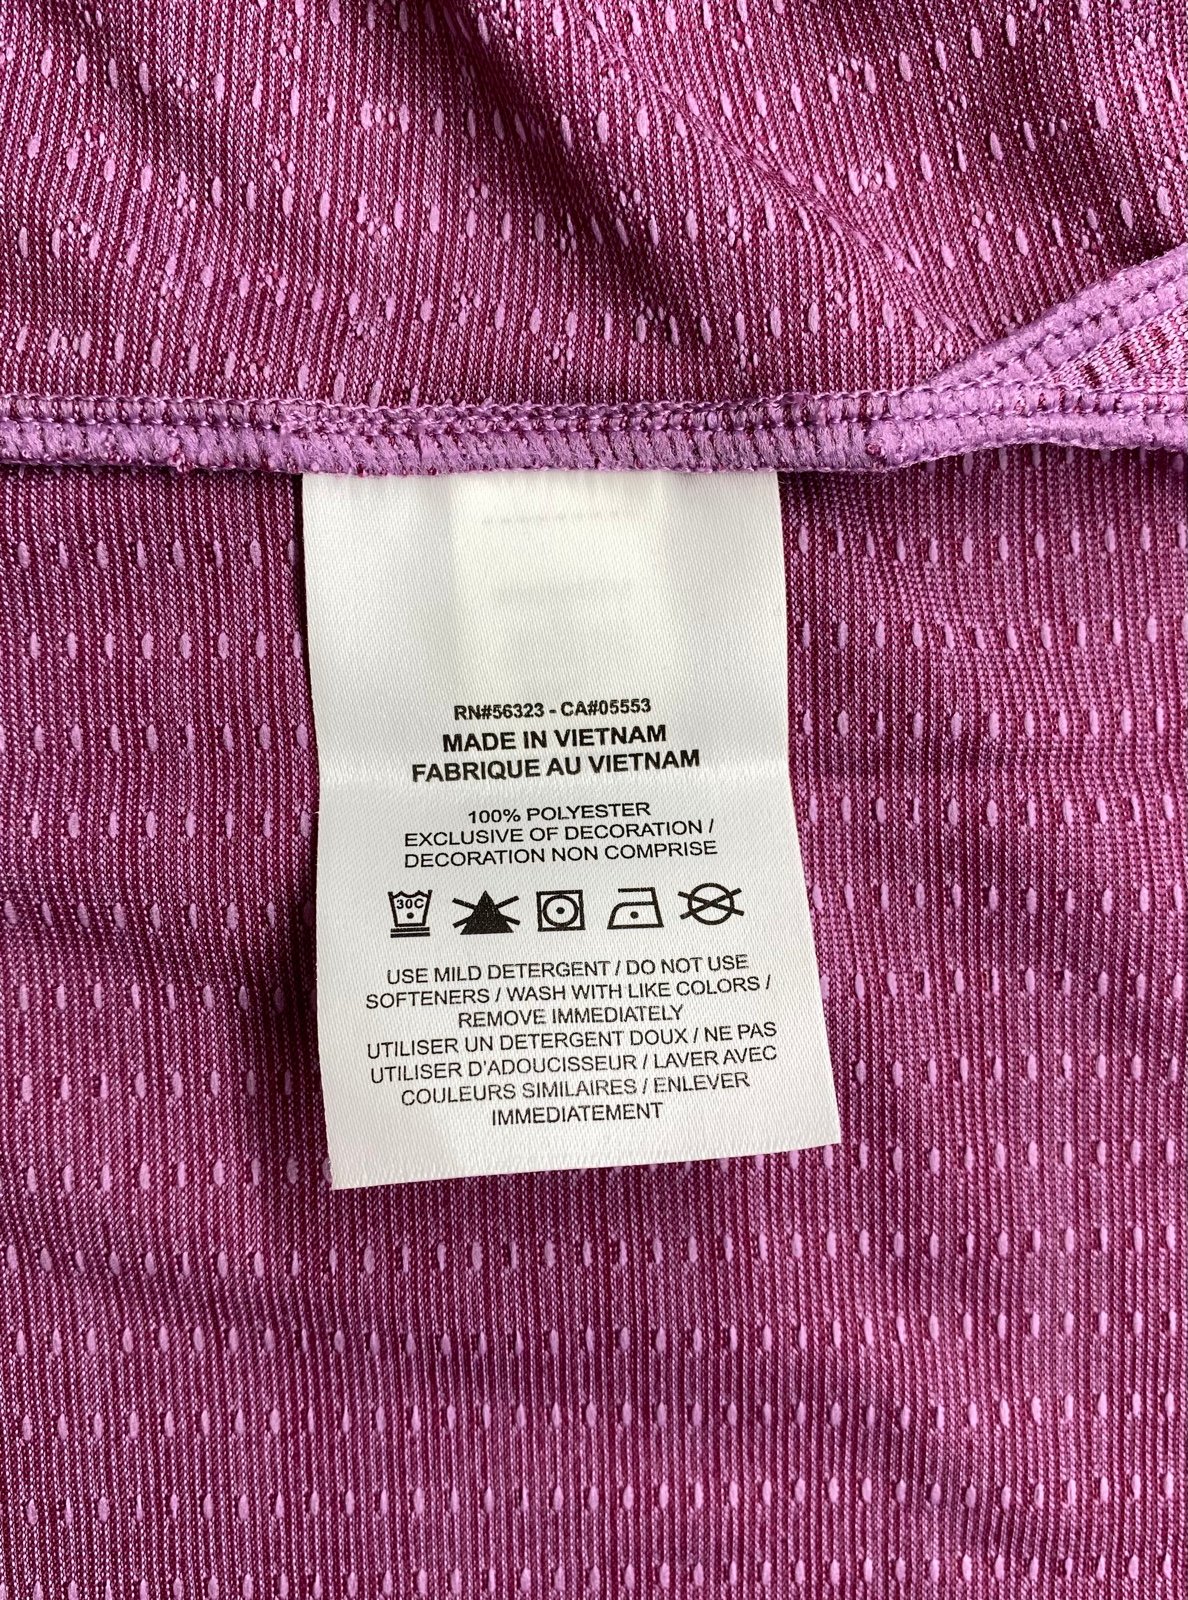 RN#56323 - CA#05553
MADE IN VIETNAM
FABRIQUE AU VIETNAM
100% POLYESTER
EXCLUSIVE OF DECORATION /
DECORATION NON COMPRISE
30C
USE MILD DETERGENT / DO NOT USE
SOFTENERS / WASH WITH LIKE COLORS /
REMOVE IMMEDIATELY
UTILISER UN DETERGENT DOUX / NE PAS
UTILISER D'ADOUCISSEUR / LAVER AVEC
COULEURS SIMILAIRES / ENLEVER
IMMEDIATEMENT